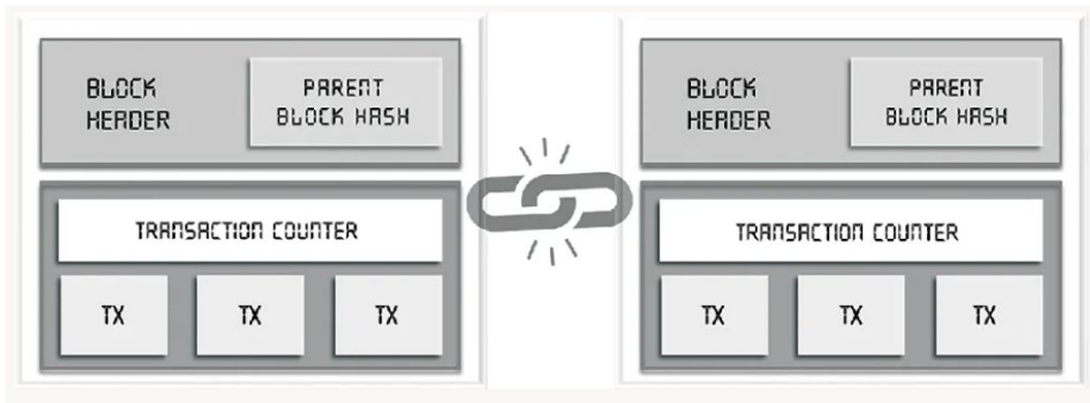 BLOCK
HEADER
PARENT
BLOCK HASH
TRANSACTION COUNTER
TX TX TX
BLOCK
HEADER
PARENT
BLOCK HASH
TRANSACTION COUNTER
TX TX TX